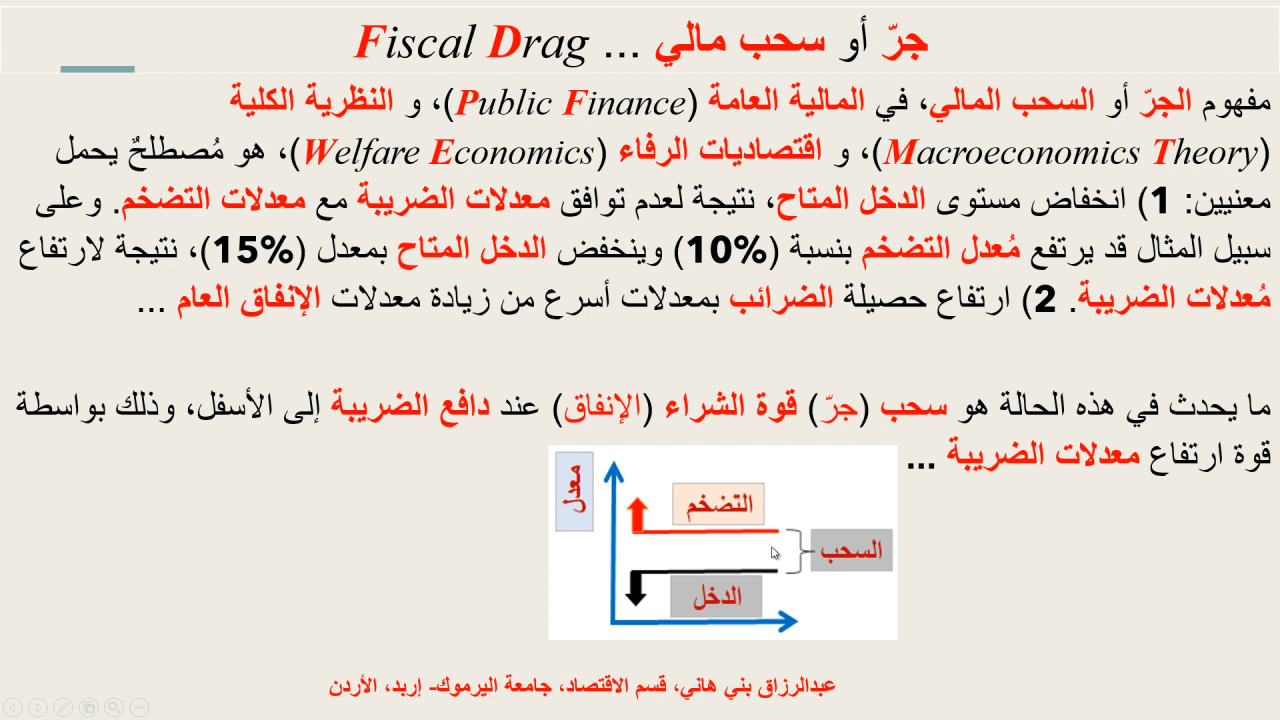 جرّ أو سحب مالي ... Fiscal Drag
مفهوم الجرّ أو السحب المالي، في المالية العامة (Public Finance)، و النظرية الكلية
(Macroeconomics Theory)، و اقتصاديات الرفاء (Welfare Economics)، هو مُصطلحٌ يحمل
معنيين: 1) انخفاض مستوى الدخل المتاح، نتيجة لعدم توافق معدلات الضريبة مع معدلات التضخم. وعلى
سبيل المثال قد يرتفع مُعدل التضخم بنسبة (10%) وينخفض الدخل المتاح بمعدل (15%)، نتيجة لارتفاع
مُعدلات الضريبة. 2) ارتفاع حصيلة الضرائب بمعدلات أسرع من زيادة معدلات الإنفاق العام ...
ما يحدث في هذه الحالة هو سحب (جرّ) قوة الشراء (الإنفاق) عند دافع الضريبة إلى الأسفل، وذلك بواسطة
قوة ارتفاع معدلات الضريبة ...
معدل
التضخم
السحب
الدخل
عبدالرزاق بني هاني، قسم الاقتصاد، جامعة اليرموك- إربد، الأردن